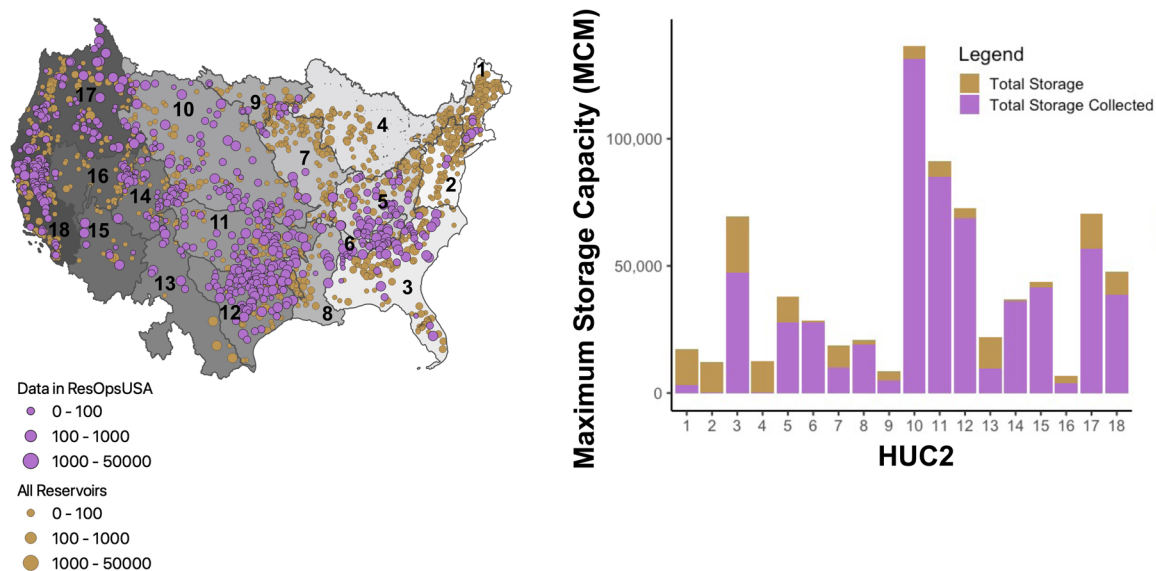 1
17
10
9
4
7
16
14
2
5
11
18
15
6
13
3
12
8
Data in ResOpsUSA
0 - 100
100 - 1000
1000 - 50000
All Reservoirs
0 - 100
100 - 1000
1000 - 50000
Maximum Storage Capacity (MCM)
100,000
50,000
0
Legend
Total Storage
Total Storage Collected
1 2 3 4 5 6 7 8 9 10 11 12 13 14 15 16 17 18
HUC2